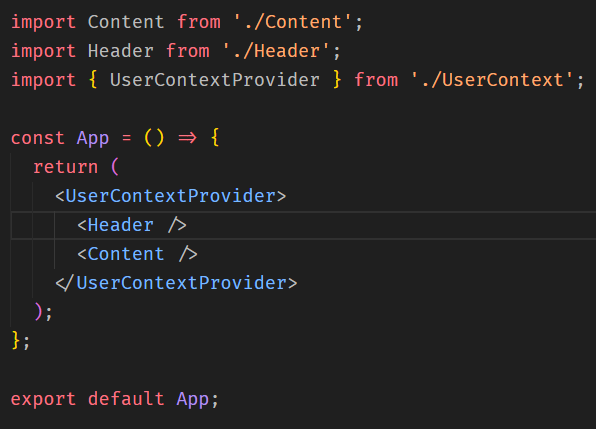 import Content from './Content';
import Header from './Header';
import { UserContextProvider } from './UserContext';

const App = () => {
  return (
    <UserContextProvider>
      <Header />
      <Content />
    </UserContextProvider>
  );
};

export default App;